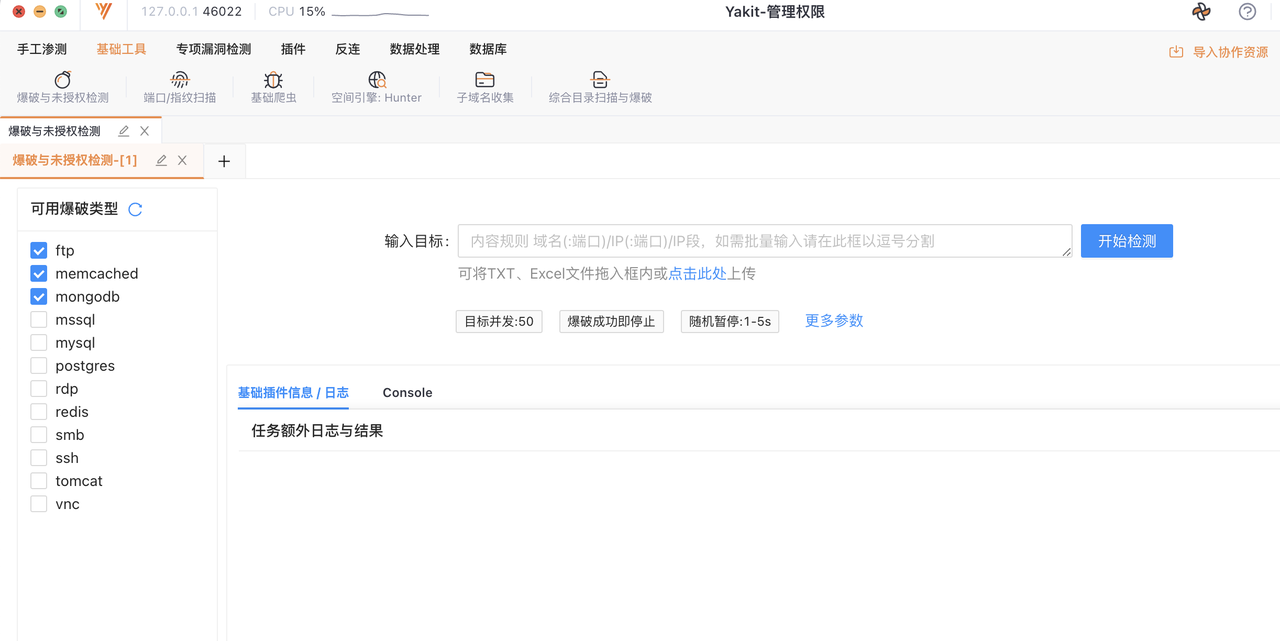 127.0.0.1 46022 CPU 15% Yakit-管理权限
手工渗测 基础工具 专项漏洞检测 插件 反连 数据处理 数据库 导入协作资源
爆破与未授权检测 端口/指纹扫描 基础爬虫 空间引擎: Hunter 子域名收集 综合目录扫描与爆破
爆破与未授权检测
爆破与未授权检测-[1]
可用爆破类型
ftp
memcached
mongodb
mssql
mysql
postgres
rdp
redis
smb
ssh
tomcat
vnc
输入目标: 内容规则 域名(:端口)/IP(:端口)/IP段，如需批量输入请在此框以逗号分割 开始检测
可将TXT、Excel文件拖入框内或点击此处上传
目标并发:50 爆破成功即停止 随机暂停:1-5s 更多参数
基础插件信息 / 日志 Console
任务额外日志与结果